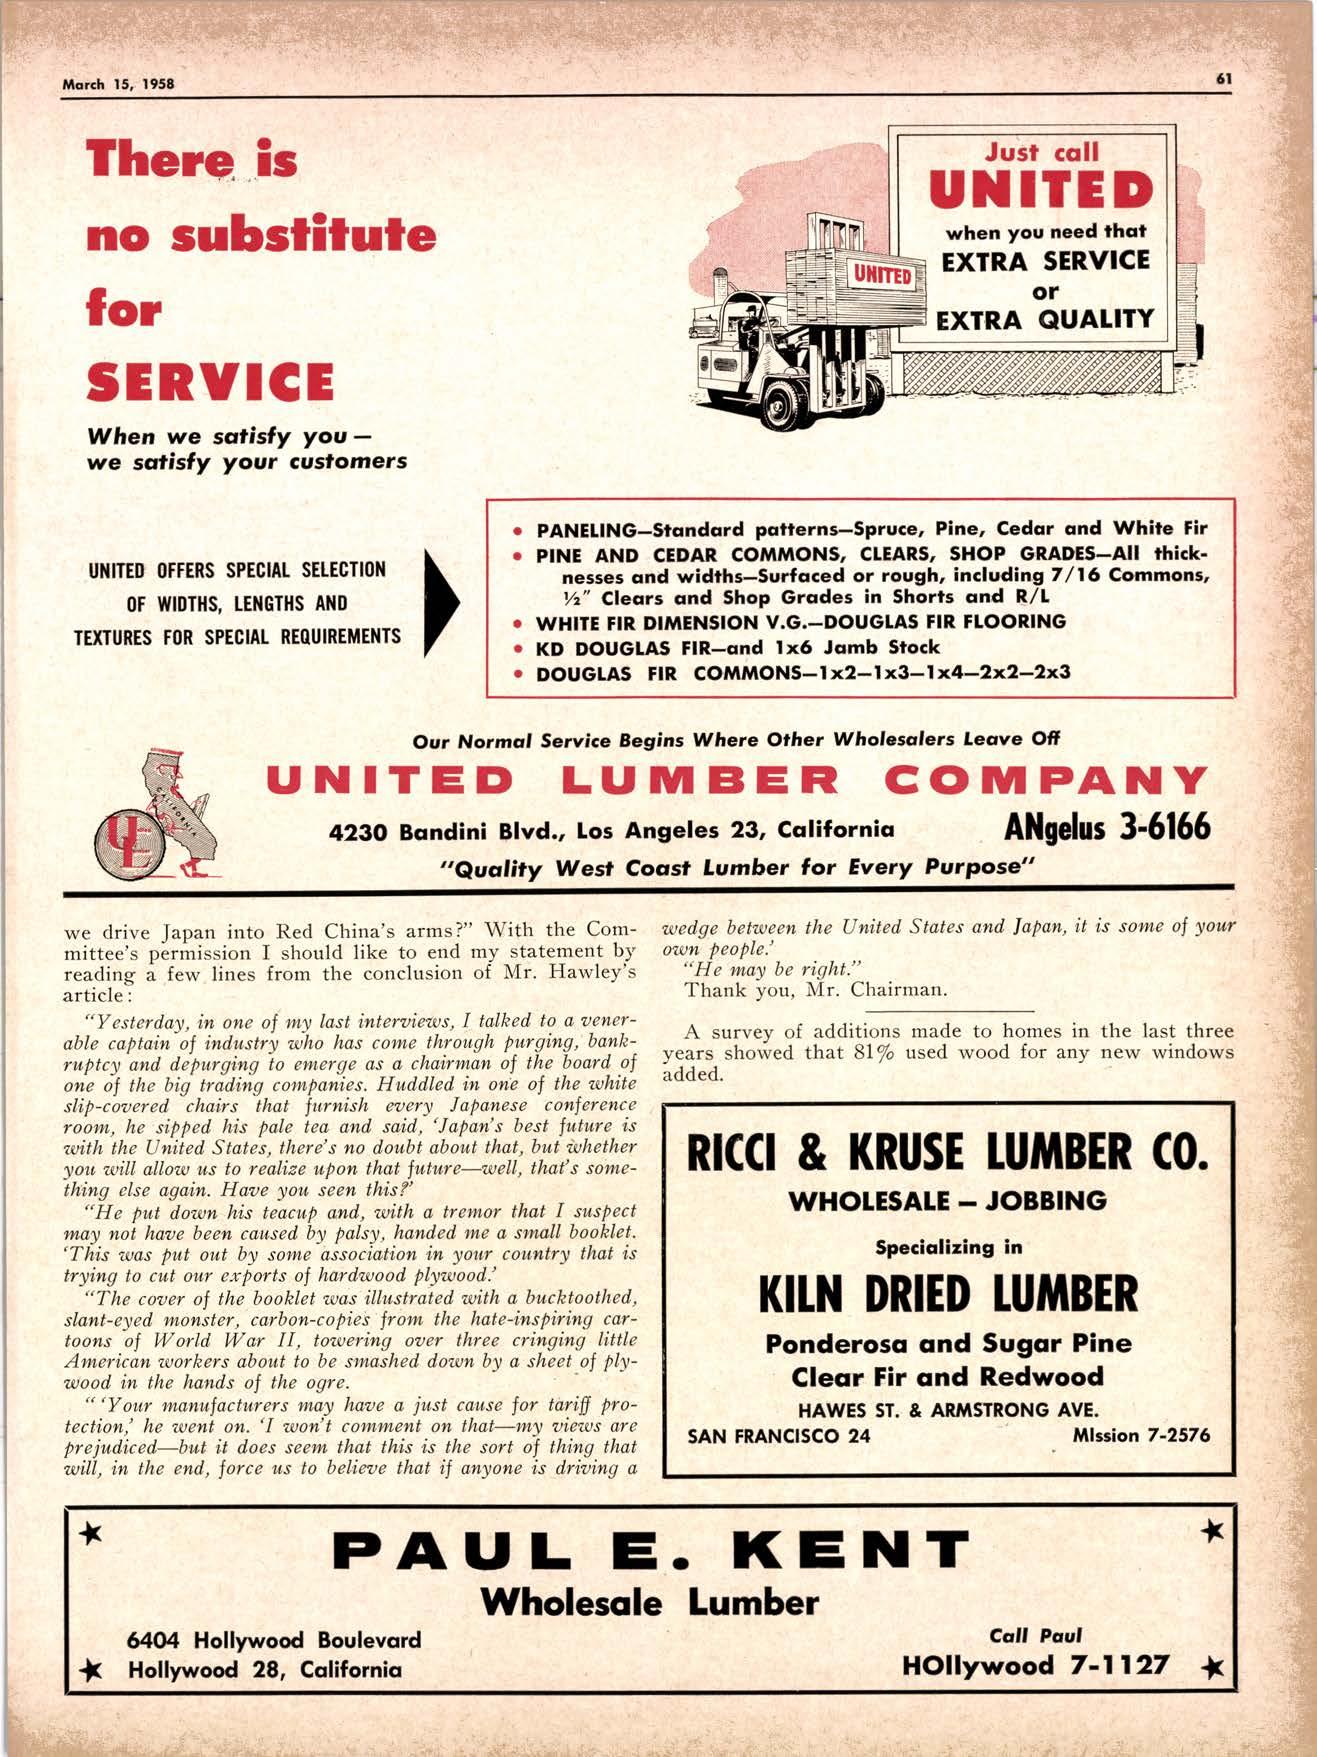 March 15, 1958
61
There is
no substitute
for
SERVICE
When we satisfy you —
we satisfy your customers
Just call
UNITED
when you need that
EXTRA SERVICE
or
EXTRA QUALITY
UNITED
UNITED OFFERS SPECIAL SELECTION
OF WIDTHS, LENGTHS AND
TEXTURES FOR SPECIAL REQUIREMENTS
• PANELING—Standard patterns—Spruce, Pine, Cedar and White Fir
• PINE AND CEDAR COMMONS, CLEARS, SHOP GRADES—All thick-
nesses and widths—Surfaced or rough, including 7/16 Commons,
½" Clears and Shop Grades in Shorts and R/L
• WHITE FIR DIMENSION V.G.—DOUGLAS FIR FLOORING
• KD DOUGLAS FIR—and 1x6 Jamb Stock
• DOUGLAS FIR COMMONS—1x2—1x3—1x4—2x2—2x3
Our Normal Service Begins Where Other Wholesalers Leave Off
UNITED LUMBER COMPANY
CALIFORNIA
UL
4230 Bandini Blvd., Los Angeles 23, California
ANgelus 3-6166
"Quality West Coast Lumber for Every Purpose"
we drive Japan into Red China's arms?" With the Com-
mittee's permission I should like to end my statement by
reading a few lines from the conclusion of Mr. Hawley's
article:
"Yesterday, in one of my last interviews, I talked to a vener-
able captain of industry who has come through purging, bank-
ruptcy and depurging to emerge as a chairman of the board of
one of the big trading companies. Huddled in one of the white
slip-covered chairs that furnish every Japanese conference
room, he sipped his pale tea and said, 'Japan's best future is
with the United States, there's no doubt about that, but whether
you will allow us to realize upon that future—well, that's some-
thing else again. Have you seen this?'
"He put down his teacup and, with a tremor that I suspect
may not have been caused by palsy, handed me a small booklet.
'This was put out by some association in your country that is
trying to cut our exports of hardwood plywood.'
"The cover of the booklet was illustrated with a bucktoothed,
slant-eyed monster, carbon-copies from the hate-inspiring car-
toons of World War II, towering over three cringing little
American workers about to be smashed down by a sheet of ply-
wood in the hands of the ogre.
" 'Your manufacturers may have a just cause for tariff pro-
tection,' he went on. 'I won't comment on that—my views are
prejudiced—but it does seem that this is the sort of thing that
will, in the end, force us to believe that if anyone is driving a
wedge between the United States and Japan, it is some of your
own people.'
"He may be right."
Thank you, Mr. Chairman.
A survey of additions made to homes in the last three
years showed that 81% used wood for any new windows
added.
RICCI & KRUSE LUMBER CO.
WHOLESALE — JOBBING
Specializing in
KILN DRIED LUMBER
Ponderosa and Sugar Pine
Clear Fir and Redwood
HAWES ST. & ARMSTRONG AVE.
SAN FRANCISCO 24
MIssion 7-2576
PAUL E. KENT
Wholesale Lumber
6404 Hollywood Boulevard
Hollywood 28, California
Call Paul
HOllywood 7-1127